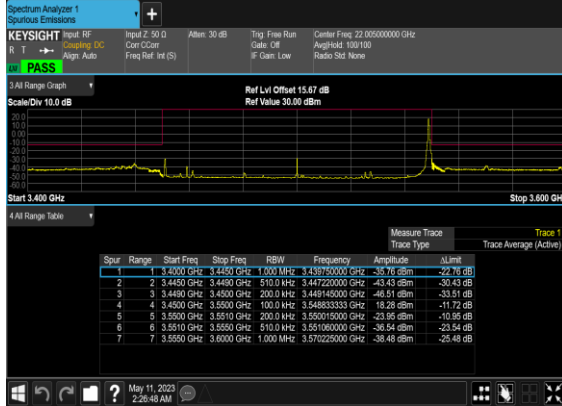 Spectrum Analyzer 1
Spurious Emissions
+
KEYSIGHT Input: RF Input Z: 50 Ω Atten: 30 dB Trig: Free Run Center Freq: 22.005000000 GHz
R T Coupling: DC Corr CCorr Gate: Off Avg|Hold: 100/100
Align: Auto Freq Ref: Int (S) IF Gain: Low Radio Std: None
PASS
3 All Range Graph
Ref Lvl Offset 15.67 dB
Scale/Div 10.0 dB Ref Value 30.00 dBm
20.0
10.0
0.00
-10.0
-20.0
-30.0
-40.0
-50.0
-60.0
Start 3.400 GHz Stop 3.600 GH
4 All Range Table
Measure Trace Trace 1
Trace Type Trace Average (Active)
Spur Range Start Freq Stop Freq RBW Frequency Amplitude ΔLimit
1 1 3.4000 GHz 3.4450 GHz 1.000 MHz 3.439750000 GHz -35.76 dBm -22.76 dB
2 2 3.4450 GHz 3.4490 GHz 510.0 kHz 3.447220000 GHz -43.43 dBm -30.43 dB
3 3 3.4490 GHz 3.4500 GHz 200.0 kHz 3.449145000 GHz -46.51 dBm -33.51 dB
4 4 3.4500 GHz 3.5500 GHz 100.0 kHz 3.548833333 GHz 18.28 dBm -11.72 dB
5 5 3.5500 GHz 3.5510 GHz 200.0 kHz 3.550015000 GHz -23.95 dBm -10.95 dB
6 6 3.5510 GHz 3.5550 GHz 510.0 kHz 3.551060000 GHz -36.54 dBm -23.54 dB
7 7 3.5550 GHz 3.6000 GHz 1.000 MHz 3.570225000 GHz -38.48 dBm -25.48 dB
? May 11, 2023
2:26:48 AM